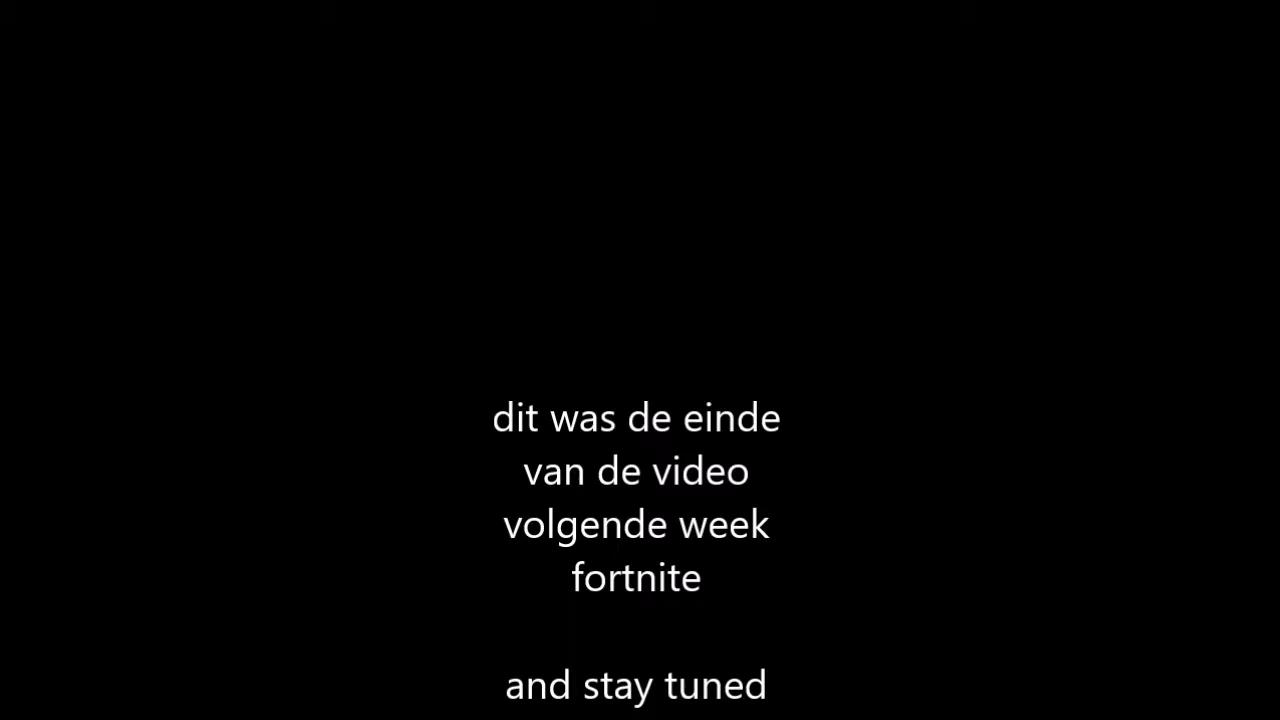 dit was de einde
van de video
volgende week
fortnite
and stay tuned